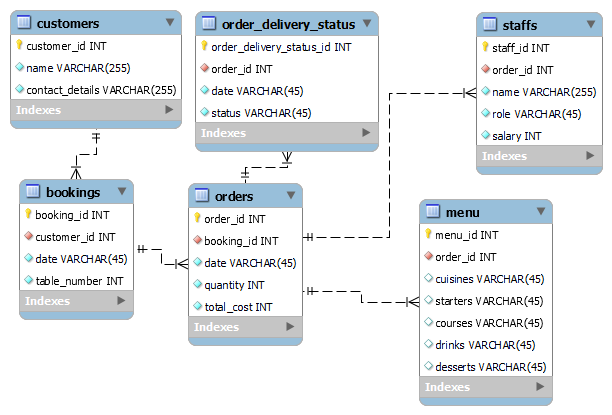 customers
customer_id INT
name VARCHAR(255)
contact_details VARCHAR(255)
Indexes
order_delivery_status
order_delivery_status_id INT
order_id INT
date VARCHAR(45)
status VARCHAR(45)
Indexes
staffs
staff_id INT
order_id INT
name VARCHAR(255)
role VARCHAR(45)
salary INT
Indexes
bookings
booking_id INT
customer_id INT
date VARCHAR(45)
table_number INT
Indexes
orders
order_id INT
booking_id INT
date VARCHAR(45)
quantity INT
total_cost INT
Indexes
menu
menu_id INT
order_id INT
cuisines VARCHAR(45)
starters VARCHAR(45)
courses VARCHAR(45)
drinks VARCHAR(45)
desserts VARCHAR(45)
Indexes